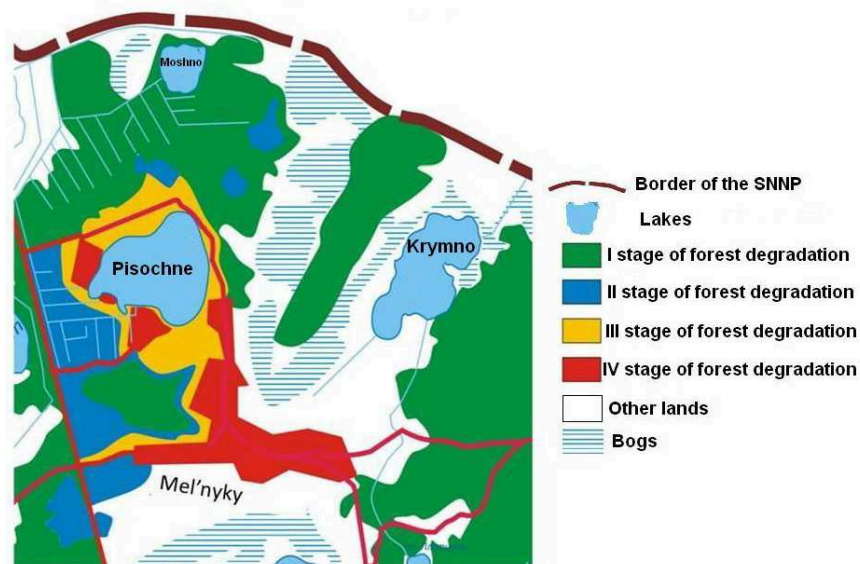 Moshno
Pisochne
Krymno
Mel'nyky
Border of the SNNP
Lakes
I stage of forest degradation
II stage of forest degradation
III stage of forest degradation
IV stage of forest degradation
Other lands
Bogs